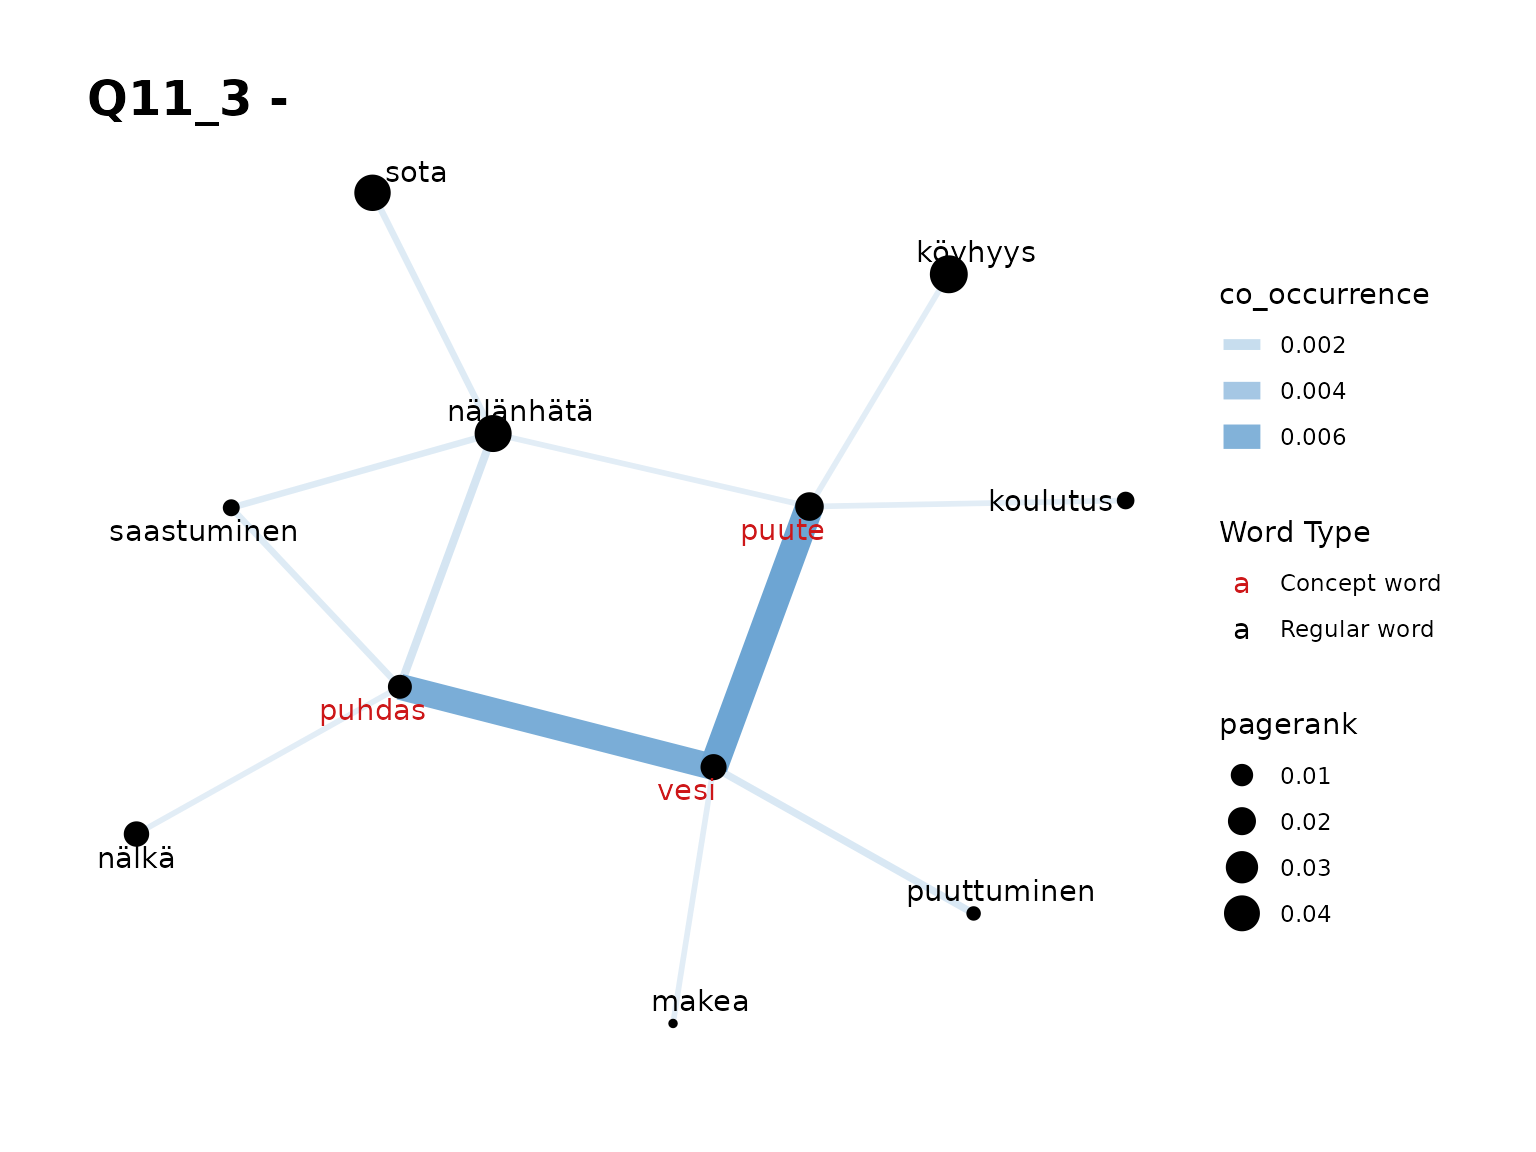 Q11_3 -
sota
köyhyys
nälänhätä
koulutus
puute
saastuminen
puhdas
vesi
nälkä
puuttuminen
makea
co_occurrence
0.002
0.004
0.006
Word Type
a Concept word
a Regular word
pagerank
0.01
0.02
0.03
0.04